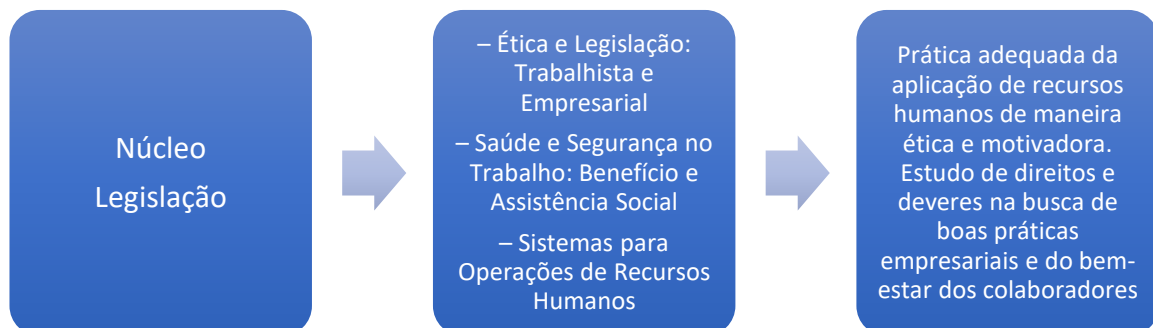 Núcleo
Legislação
– Ética e Legislação:
Trabalhista e
Empresarial
– Saúde e Segurança no
Trabalho: Benefício e
Assistência Social
– Sistemas para
Operações de Recursos
Humanos
Prática adequada da
aplicação de recursos
humanos de maneira
ética e motivadora.
Estudo de direitos e
deveres na busca de
boas práticas
empresariais e do bem-
estar dos colaboradores